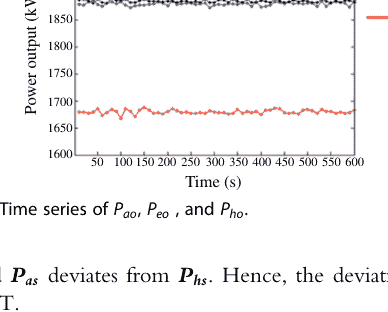 Power output (kW
1850
1800
1750
1700
1650
1600
50 100 150 200 250 300 350 400 450 500 550 600
Time (s)
Time series of Pao, Peo , and Pho.
Pas deviates from Phs. Hence, the deviati
T.